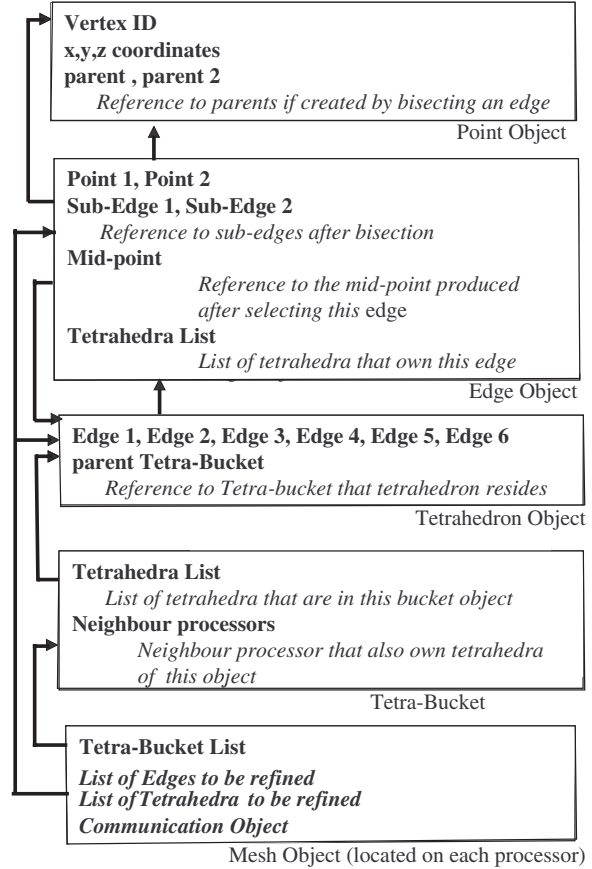 Vertex ID
x,y,z coordinates
parent , parent 2
Reference to parents if created by bisecting an edge
Point Object
Point 1, Point 2
Sub-Edge 1, Sub-Edge 2
Reference to sub-edges after bisection
Mid-point
Reference to the mid-point produced
after selecting this edge
Tetrahedra List
List of tetrahedra that own this edge
Edge Object
Edge 1, Edge 2, Edge 3, Edge 4, Edge 5, Edge 6
parent Tetra-Bucket
Reference to Tetra-bucket that tetrahedron resides
Tetrahedron Object
Tetrahedra List
List of tetrahedra that are in this bucket object
Neighbour processors
Neighbour processor that also own tetrahedra
of this object
Tetra-Bucket
Tetra-Bucket List
List of Edges to be refined
List of Tetrahedra to be refined
Communication Object
Mesh Object (located on each processor)